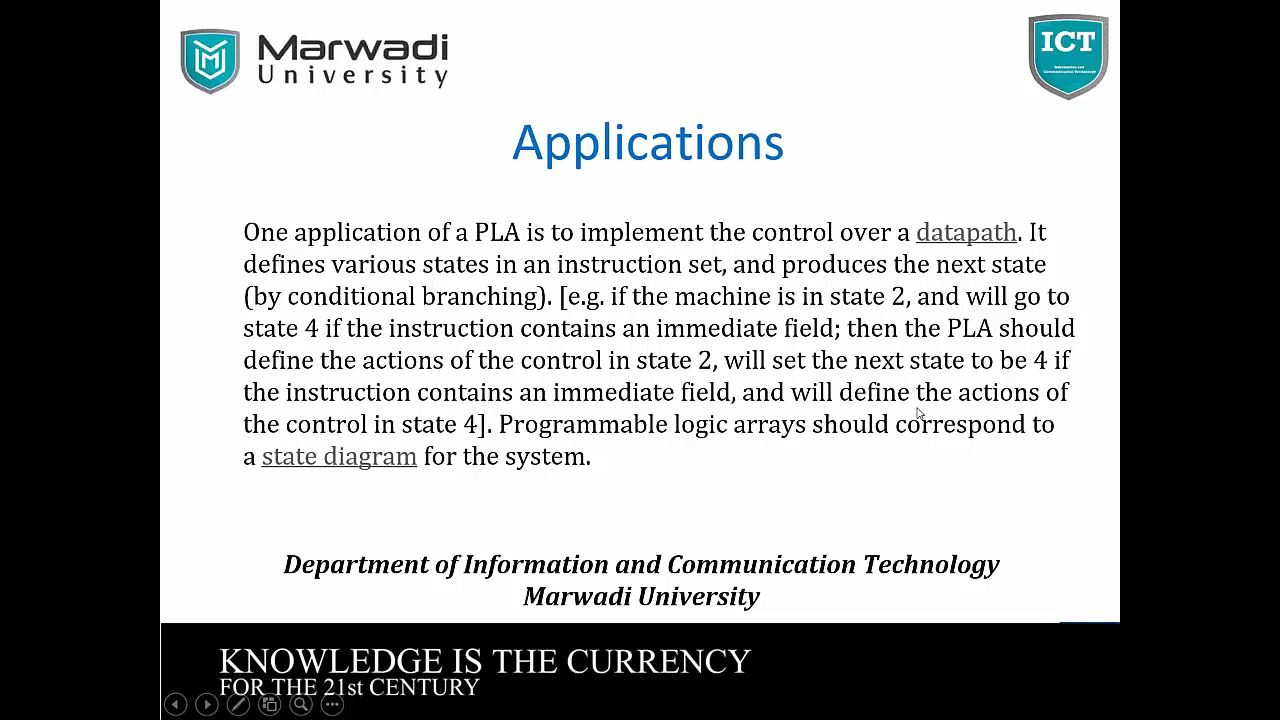 Marwadi
University
ICT
Information and
Communication Technology
Applications
One application of a PLA is to implement the control over a datapath. It
defines various states in an instruction set, and produces the next state
(by conditional branching). [e.g. if the machine is in state 2, and will go to
state 4 if the instruction contains an immediate field; then the PLA should
define the actions of the control in state 2, will set the next state to be 4 if
the instruction contains an immediate field, and will define the actions of
the control in state 4]. Programmable logic arrays should correspond to
a state diagram for the system.
Department of Information and Communication Technology
Marwadi University
KNOWLEDGE IS THE CURRENCY
FOR THE 21st CENTURY